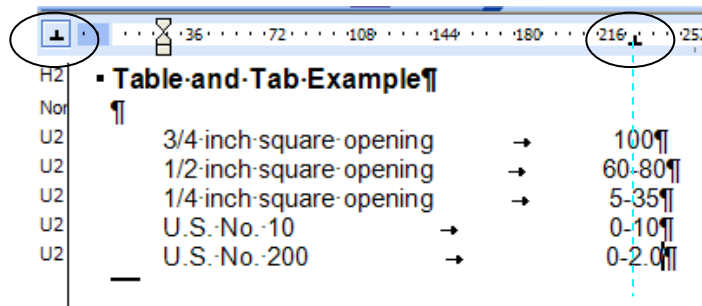 36 72 108 144 180 216 252
H2 Table and Tab Example¶
Nor ¶
U2 3/4 inch square opening → 100¶
U2 1/2 inch square opening → 60-80¶
U2 1/4 inch square opening → 5-35¶
U2 U.S. No. 10 → 0-10¶
U2 U.S. No. 200 → 0-2.0¶